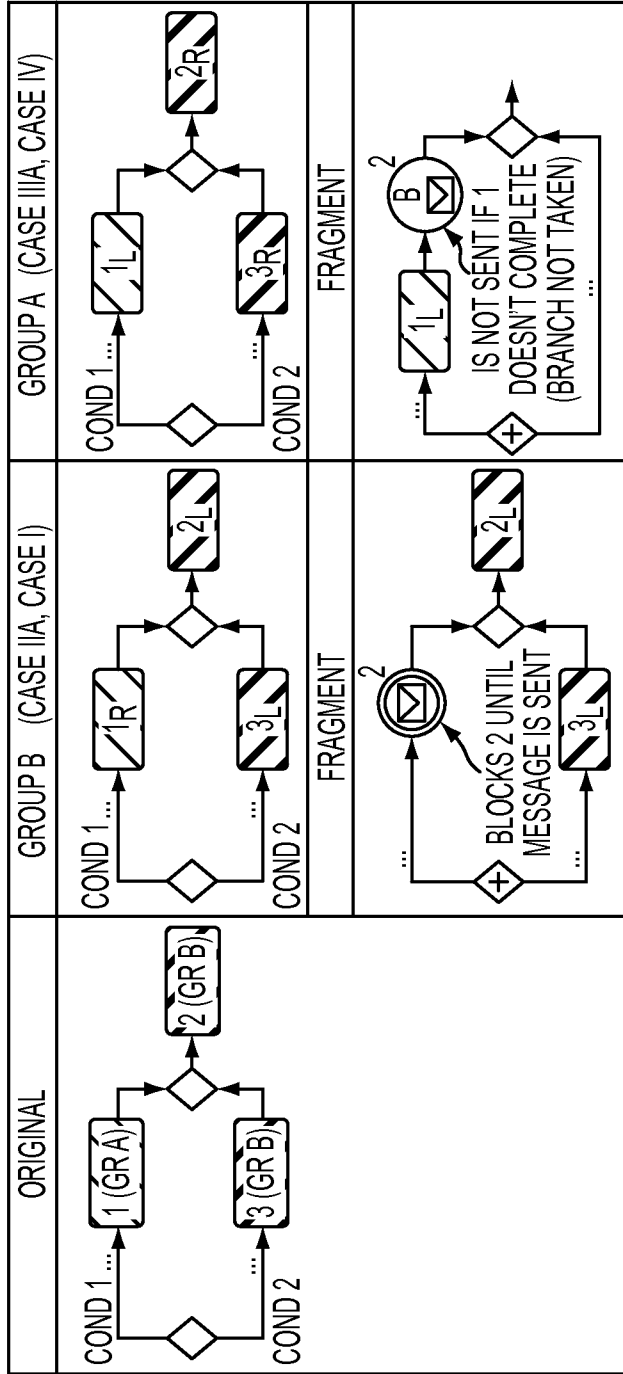 ORIGINAL
COND 1 ...
1 (GR A)
2 (GR B)
3 (GR B)
...
COND 2
GROUP B (CASE IIA, CASE I)
COND 1 ...
1R
2L
3L
...
COND 2
FRAGMENT
...
2
BLOCKS 2 UNTIL
MESSAGE IS SENT
+
2L
3L
...
GROUP A (CASE IIIA, CASE IV)
COND 1 ...
1L
2R
3R
...
COND 2
FRAGMENT
...
1L
B
2
IS NOT SENT IF 1
DOESN'T COMPLETE
(BRANCH NOT TAKEN)
+
...